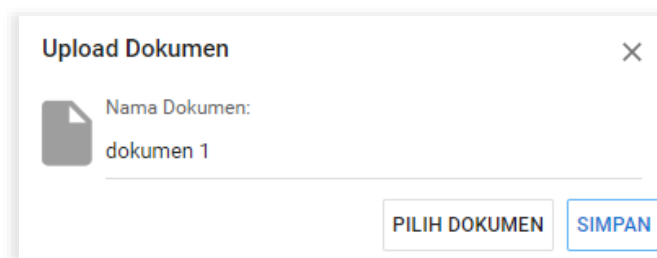 Upload Dokumen
Nama Dokumen:
dokumen 1
PILIH DOKUMEN SIMPAN